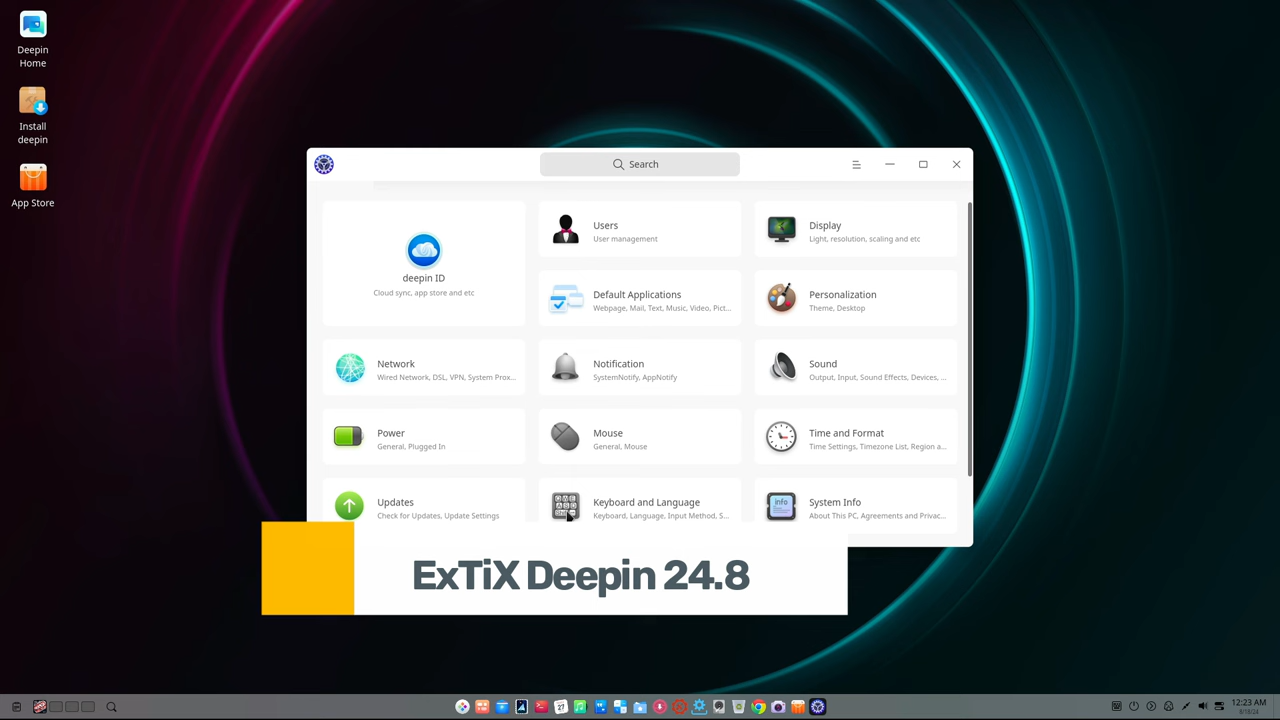 Deepin
Home
Install
deepin
App Store
Search
deepin ID
Cloud sync, app store and etc
Users
User management
Display
Light, resolution, scaling and etc
Default Applications
Webpage, Mail, Text, Music, Video, Pict...
Personalization
Theme, Desktop
Network
Wired Network, DSL, VPN, System Prox...
Notification
SystemNotify, AppNotify
Sound
Output, Input, Sound Effects, Devices, ...
Power
General, Plugged In
Mouse
General, Mouse
Time and Format
Time Settings, Timezone List, Region a...
Updates
Check for Updates, Update Settings
Keyboard and Language
Keyboard, Language, Input Method, S...
System Info
About This PC, Agreements and Privac...
ExTiX Deepin 24.8
12:23 AM